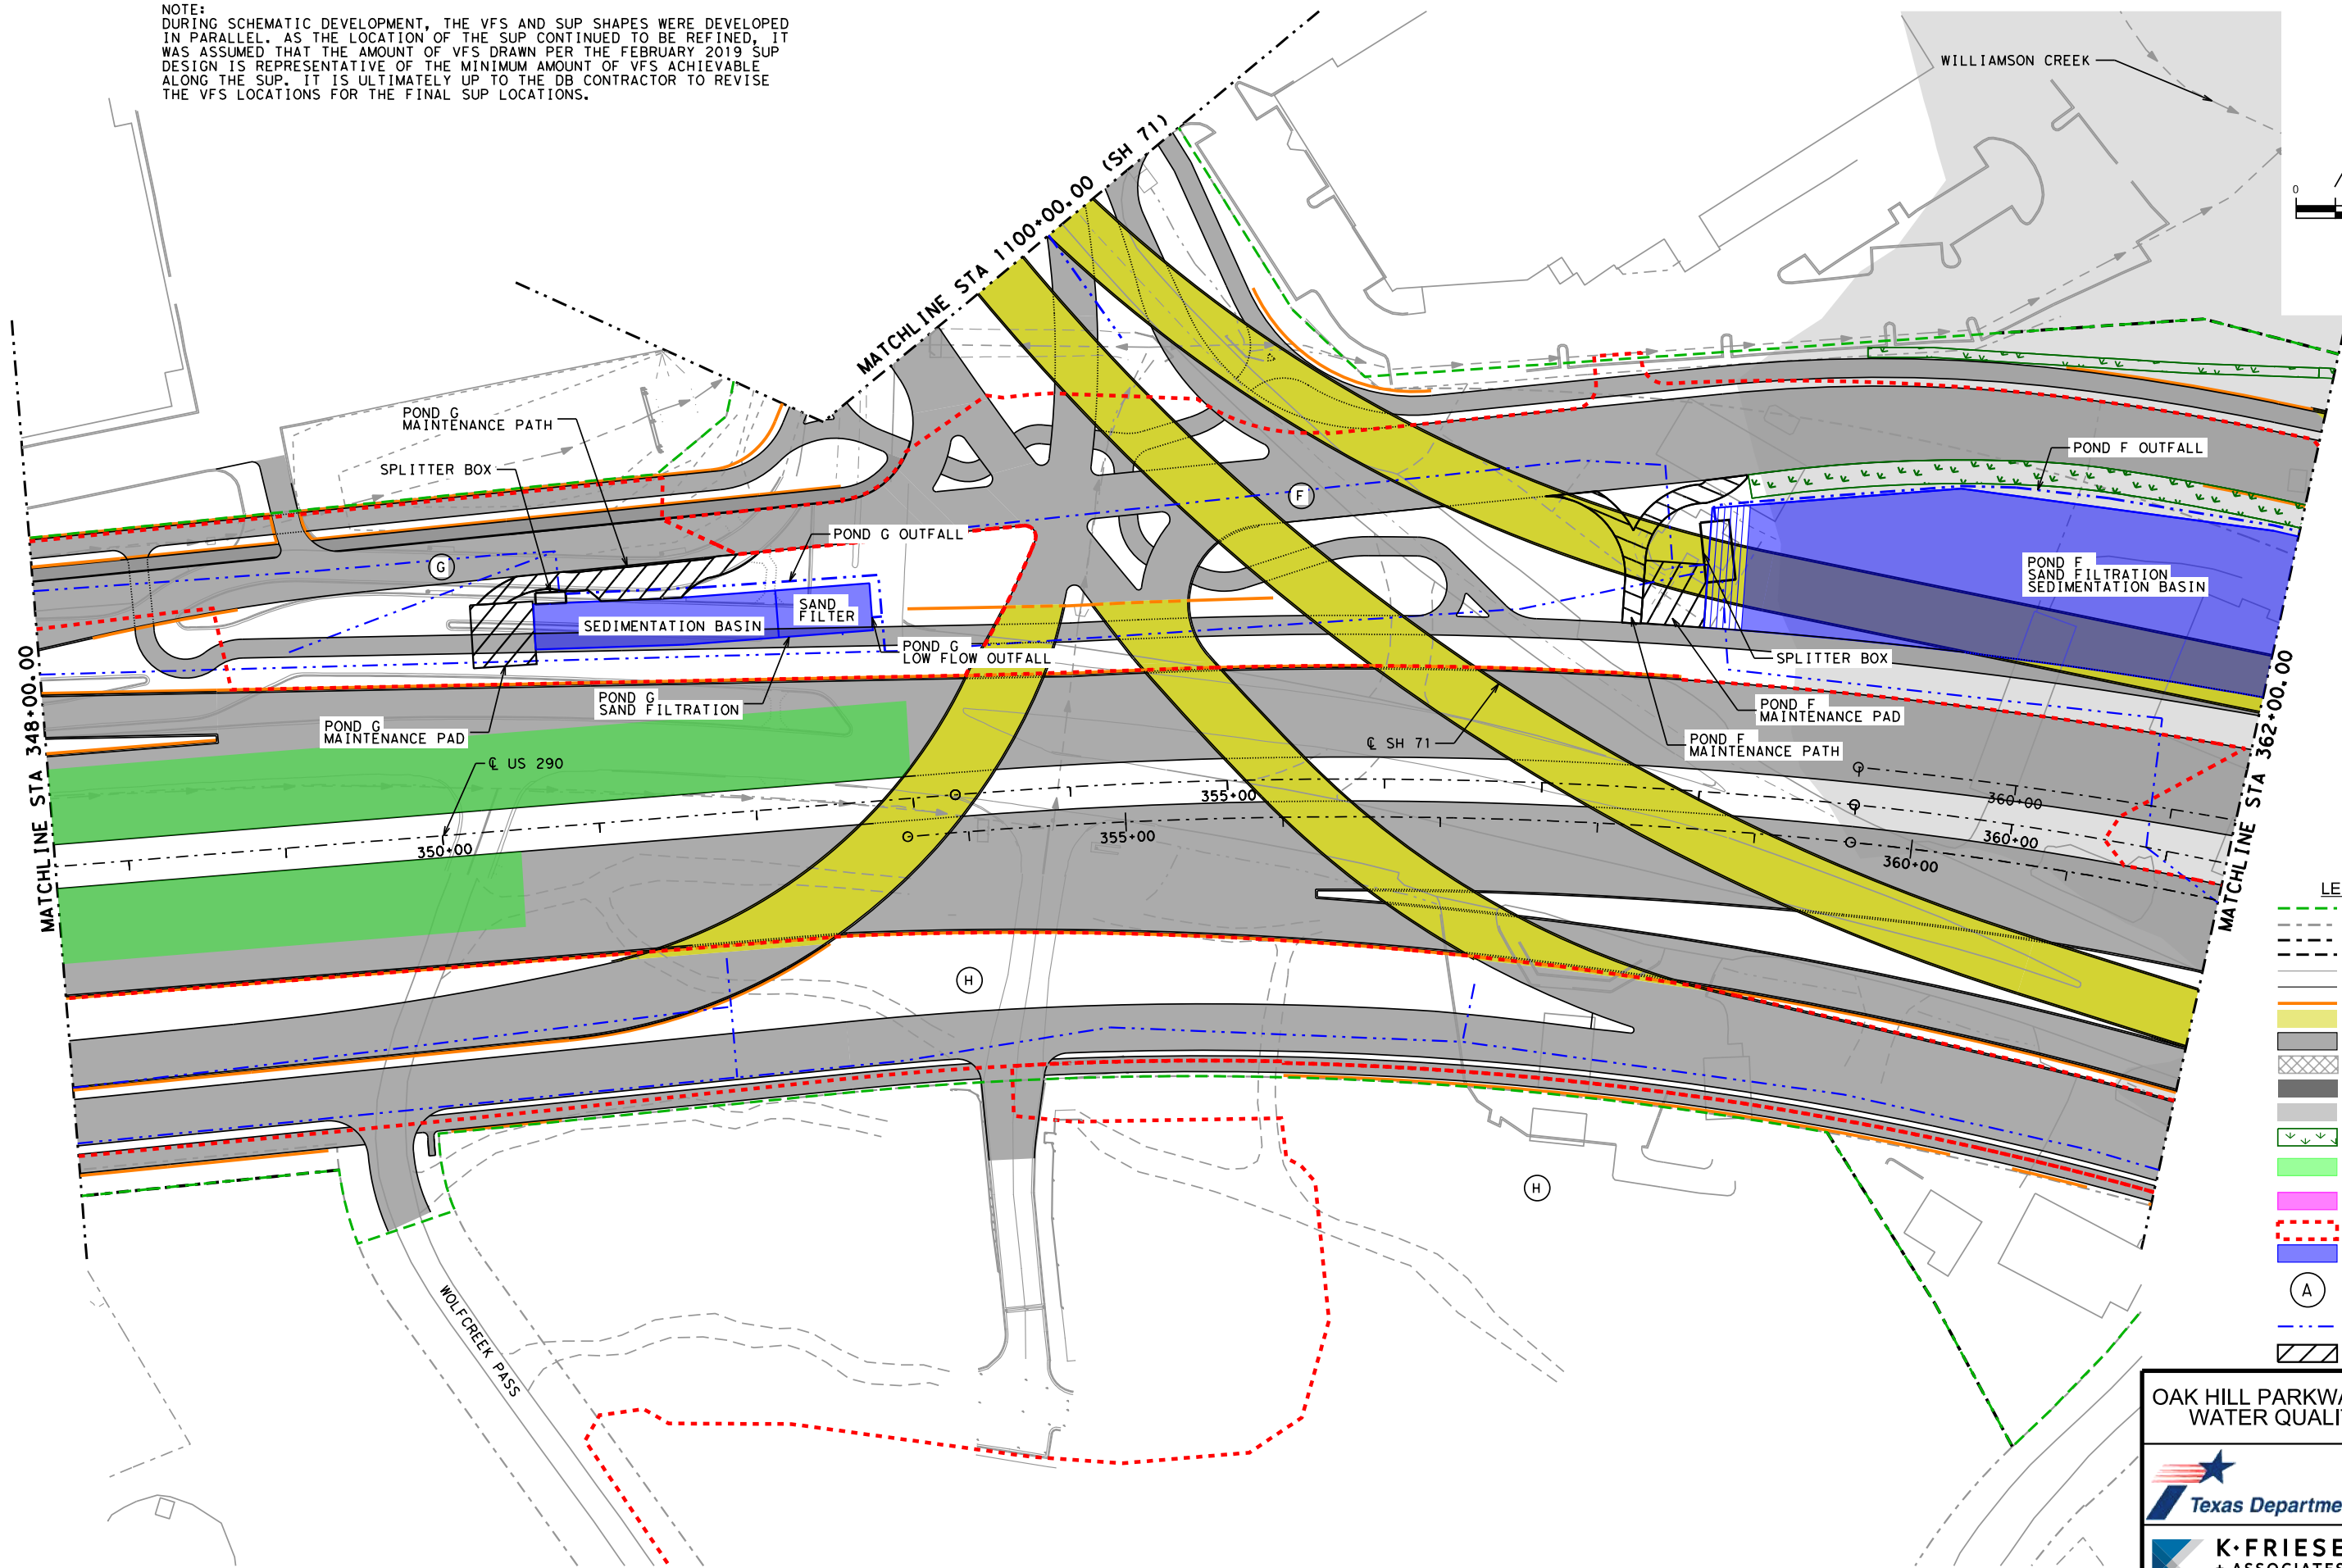 NOTE:
DURING SCHEMATIC DEVELOPMENT, THE VFS AND SUP SHAPES WERE DEVELOPED
IN PARALLEL. AS THE LOCATION OF THE SUP CONTINUED TO BE REFINED, IT
WAS ASSUMED THAT THE AMOUNT OF VFS DRAWN PER THE FEBRUARY 2019 SUP
DESIGN IS REPRESENTATIVE OF THE MINIMUM AMOUNT OF VFS ACHIEVABLE
ALONG THE SUP. IT IS ULTIMATELY UP TO THE DB CONTRACTOR TO REVISE
THE VFS LOCATIONS FOR THE FINAL SUP LOCATIONS.
WILLIAMSON CREEK
0
MATCHLINE STA 1100+00.00 (SH 71)
POND G
MAINTENANCE PATH
SPLITTER BOX
POND F OUTFALL
F
POND G OUTFALL
G
POND F
SAND FILTRATION
SEDIMENTATION BASIN
SAND
FILTER
SEDIMENTATION BASIN
POND G
LOW FLOW OUTFALL
SPLITTER BOX
POND G
SAND FILTRATION
POND F
MAINTENANCE PAD
POND G
MAINTENANCE PAD
POND F
MAINTENANCE PATH
℄ SH 71
℄ US 290
MATCHLINE STA 348+00.00
MATCHLINE STA 362+00.00
355+00
360+00
355+00
350+00
360+00
360+00
LE
H
H
A
WOLFCREEK PASS
OAK HILL PARKWA
WATER QUALI
Texas Departme
K·FRIESE
+ ASSOCIATES